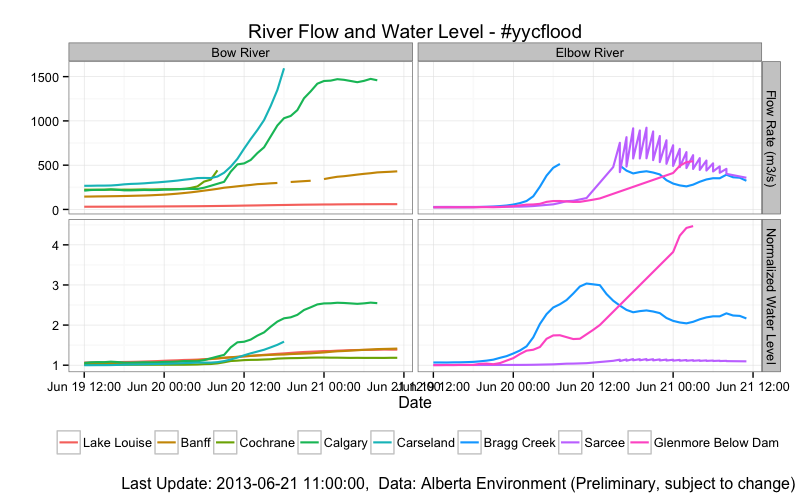 River Flow and Water Level - #yycflood
Bow River
Elbow River
1500
1000
500
0
Flow Rate (m3/s)
4
3
2
1
Normalized Water Level
Jun 19 12:00 Jun 20 00:00 Jun 20 12:00 Jun 21 00:00 Jun 21 12:00
Jun 19 12:00 Jun 20 00:00 Jun 20 12:00 Jun 21 00:00 Jun 21 12:00
Date
Lake Louise Banff Cochrane Calgary Carseland Bragg Creek Sarcee Glenmore Below Dam
Last Update: 2013-06-21 11:00:00, Data: Alberta Environment (Preliminary, subject to change)